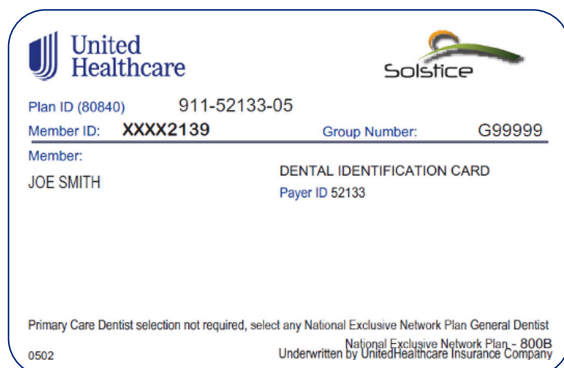 United
Healthcare
Solstice
Plan ID (80840) 911-52133-05
Member ID: XXXX2139 Group Number: G99999
Member:
JOE SMITH
DENTAL IDENTIFICATION CARD
Payer ID 52133
Primary Care Dentist selection not required, select any National Exclusive Network Plan General Dentist
National Exclusive Network Plan - 800B
0502 Underwritten by UnitedHealthcare Insurance Company